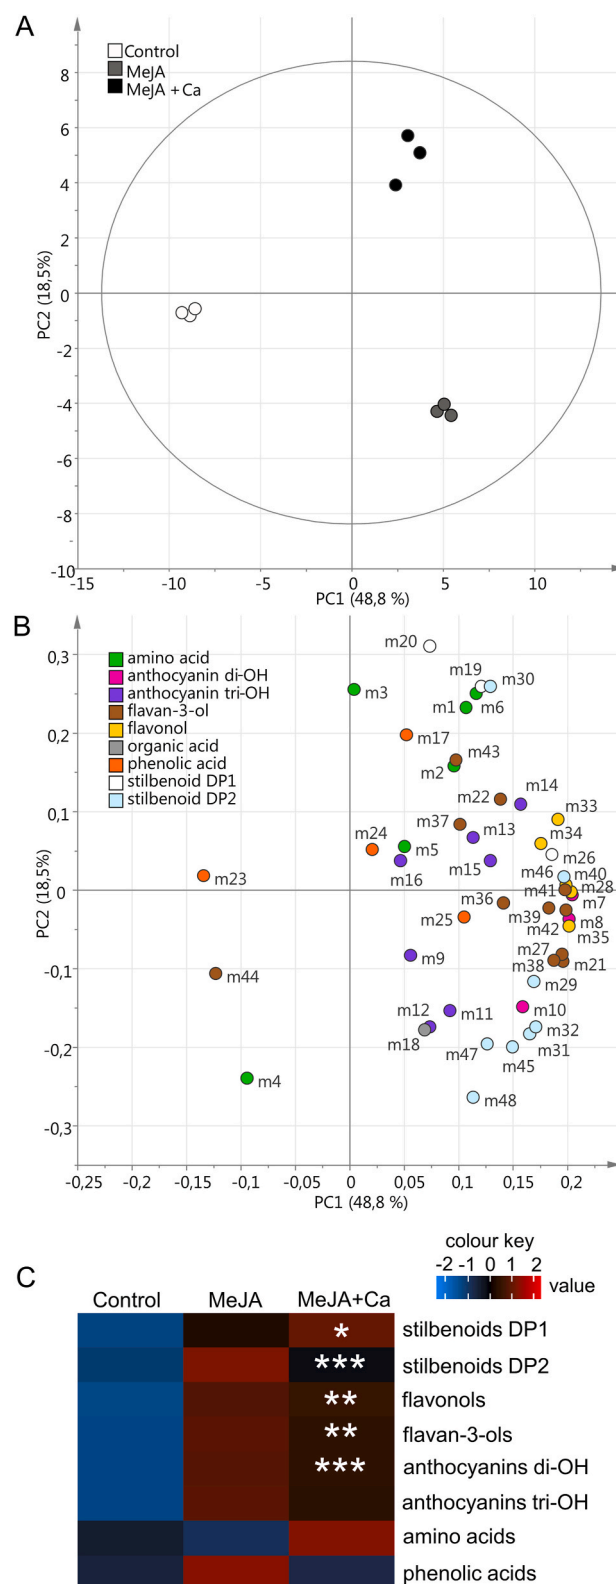 A
Control
MeJA
MeJA + Ca
8
6
4
2
0
-2
-4
-6
-8
-10
PC2 (18,5%)
-15 -10 -5 0 5 10
PC1 (48,8 %)
B
amino acid
anthocyanin di-OH
anthocyanin tri-OH
flavan-3-ol
flavonol
organic acid
phenolic acid
stilbenoid DP1
stilbenoid DP2
m20
m19 m30
m3
m1 m6
m17
m43
m2
m22 m14
m33
m37 m13
m34
m24
m5 m15 m26
m16 m46 m40
m23
m28
m41 m7
m36
m39 m8
m25 m42
m35
m9 m27
m38 m21
m44 m29
m12 m11 m10
m18 m32
m47 m31
m45
m4
m48
0,3
0,2
0,1
0
-0,1
-0,2
-0,3
PC2 (18,5%)
-0,25 -0,2 -0,15 -0,1 -0,05 0 0,05 0,1 0,15 0,2
PC1 (48,8 %)
colour key
-2 -1 0 1 2
value
C
Control MeJA MeJA+Ca
* stilbenoids DP1
*** stilbenoids DP2
** flavonols
** flavan-3-ols
*** anthocyanins di-OH
anthocyanins tri-OH
amino acids
phenolic acids